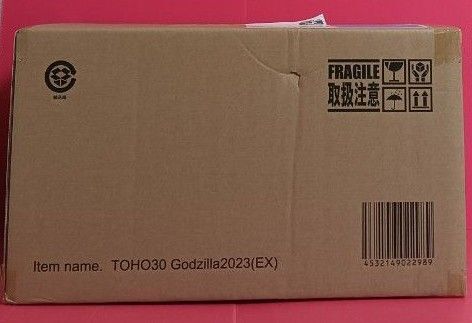 FRAGILE
取扱注意
Item name. TOHO30 Godzilla2023(EX)
4532149022989